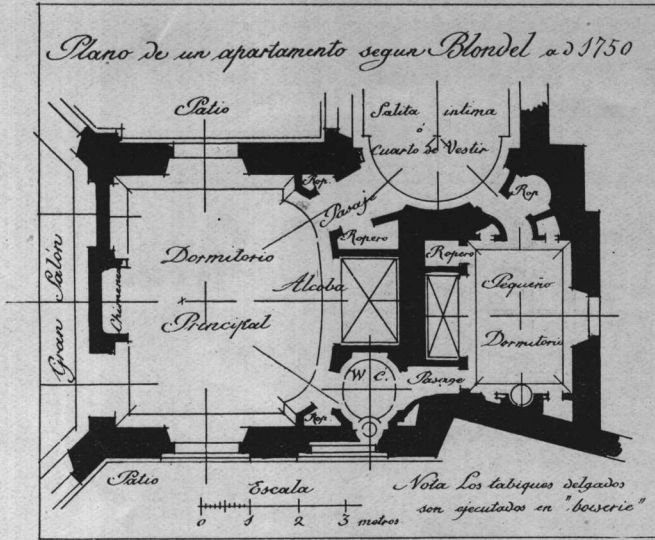 Plano de un apartamento segun Blondel a d 1750
Patio
Salita intima
ó
Cuarto de Vestir
Rop.
Rop
Pasaje
Ropero
Ropero
Dormitorio
Principal
Alcoba
Pequeño
Dormitorio
Gran Salón
Chimenea
W C.
Pasage
Rop.
Patio
Escala
0 1 2 3 metros
Nota Los tabiques delgados
son ejecutados en "boiserie"